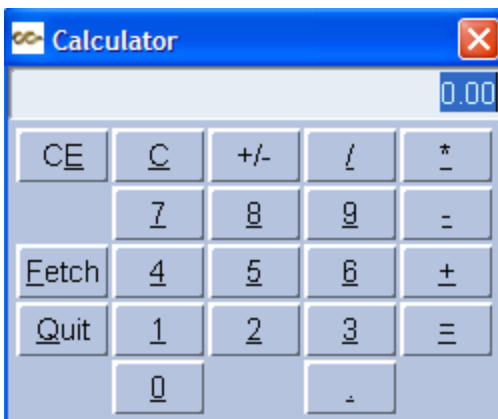 Calculator
0.00
CE C +/- / *
7 8 9 -
Fetch 4 5 6 +
Quit 1 2 3 =
0 .